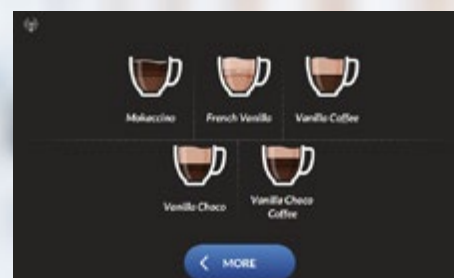 Mokaccino
French Vanilla
Vanilla Coffee
Vanilla Choco
Vanilla Choco
Coffee
MORE